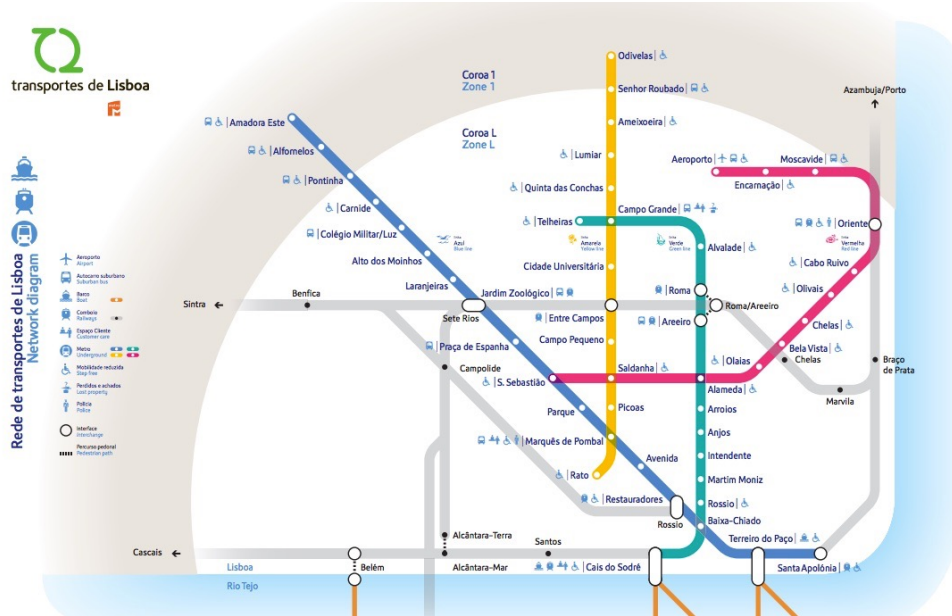 transportes de Lisboa
Rede de transportes de Lisboa
Network diagram
Aeroporto
Airport
Autocarro suburbano
Suburban bus
Barco
Boat
Comboio
Railways
Espaço Cliente
Customer care
Metro
Underground
Mobilidade reduzida
Step-free
Perdidos e achados
Lost property
Polícia
Police
Interface
Interchange
Percurso pedonal
Pedestrian path
Coroa 1
Zone 1
Coroa L
Zone L
Odivelas
Senhor Roubado
Ameixoeira
Lumiar
Quinta das Conchas
Campo Grande
Telheiras
Azambuja/Porto
Aeroporto
Moscavide
Encarnação
Oriente
Amadora Este
Alfornelos
Pontinha
Carnide
Colégio Militar/Luz
Alto dos Moinhos
Laranjeiras
Jardim Zoológico
Azul
Blue line
Amarela
Yellow line
Verde
Green line
Vermelha
Red line
Alvalade
Cidade Universitária
Cabo Ruivo
Olivais
Roma
Roma/Areeiro
Areeiro
Sintra
Benfica
Sete Rios
Entre Campos
Chelas
Praça de Espanha
Campo Pequeno
Bela Vista
Olaias
Chelas
Braço
de Prata
Campolide
S. Sebastião
Saldanha
Alameda
Marvila
Parque
Picoas
Arroios
Marquês de Pombal
Anjos
Avenida
Intendente
Rato
Martim Moniz
Restauradores
Rossio
Rossio
Baixa-Chiado
Terreiro do Paço
Alcântara-Terra
Santos
Cascais
Lisboa
Belém
Alcântara-Mar
Cais do Sodré
Santa Apolónia
Rio Tejo